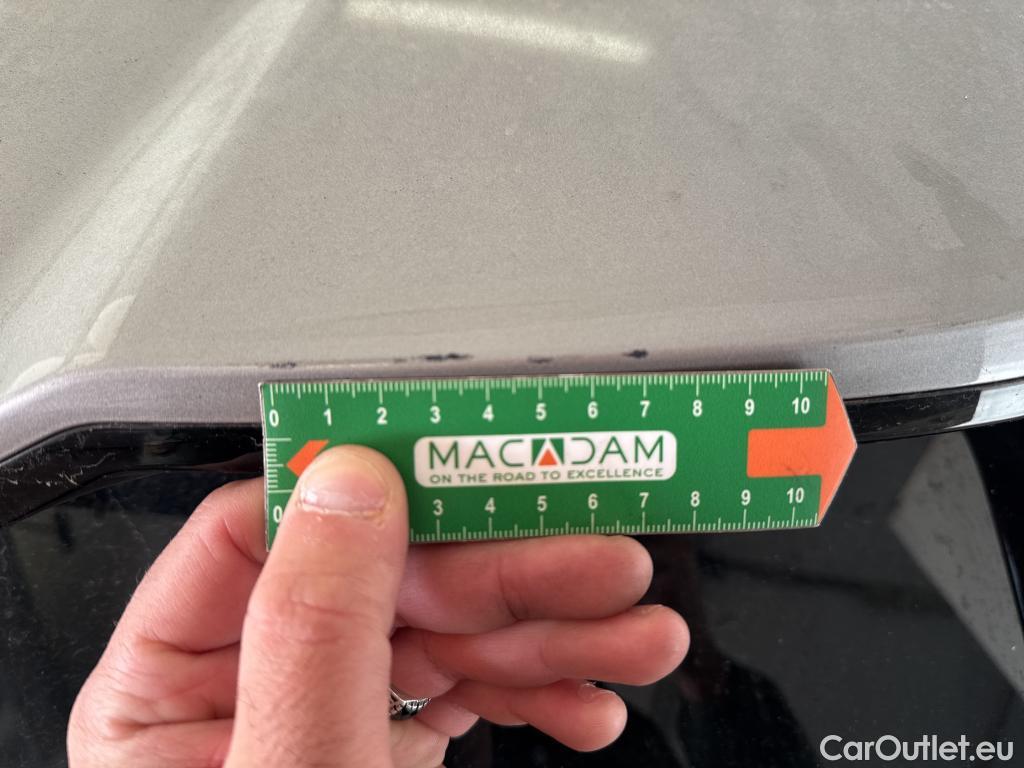 0 1 2 3 4 5 6 7 8 9 10
MACADAM
ON THE ROAD TO EXCELLENCE
0 3 4 5 6 7 8 9 10
CarOutlet.eu